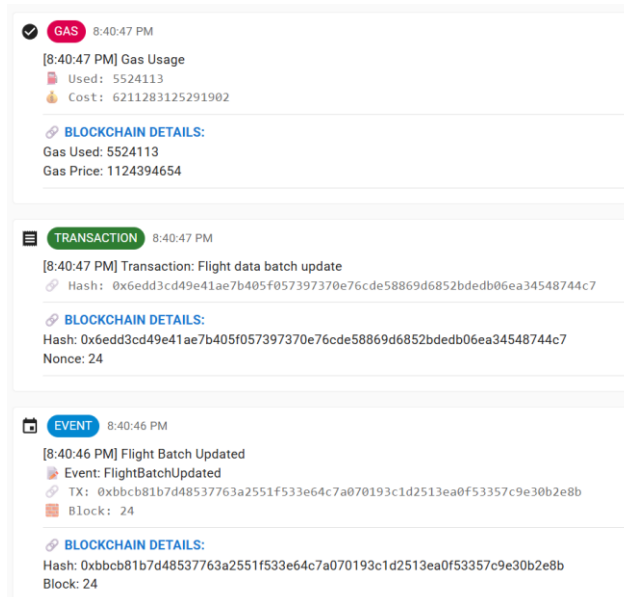 GAS 8:40:47 PM
[8:40:47 PM] Gas Usage
Used: 5524113
Cost: 6211283125291902
BLOCKCHAIN DETAILS:
Gas Used: 5524113
Gas Price: 1124394654
TRANSACTION 8:40:47 PM
[8:40:47 PM] Transaction: Flight data batch update
Hash: 0x6edd3cd49e41ae7b405f057397370e76cde58869d6852bdedb06ea34548744c7
BLOCKCHAIN DETAILS:
Hash: 0x6edd3cd49e41ae7b405f057397370e76cde58869d6852bdedb06ea34548744c7
Nonce: 24
EVENT 8:40:46 PM
[8:40:46 PM] Flight Batch Updated
Event: FlightBatchUpdated
TX: 0xbbcb81b7d48537763a2551f533e64c7a070193c1d2513ea0f53357c9e30b2e8b
Block: 24
BLOCKCHAIN DETAILS:
Hash: 0xbbcb81b7d48537763a2551f533e64c7a070193c1d2513ea0f53357c9e30b2e8b
Block: 24